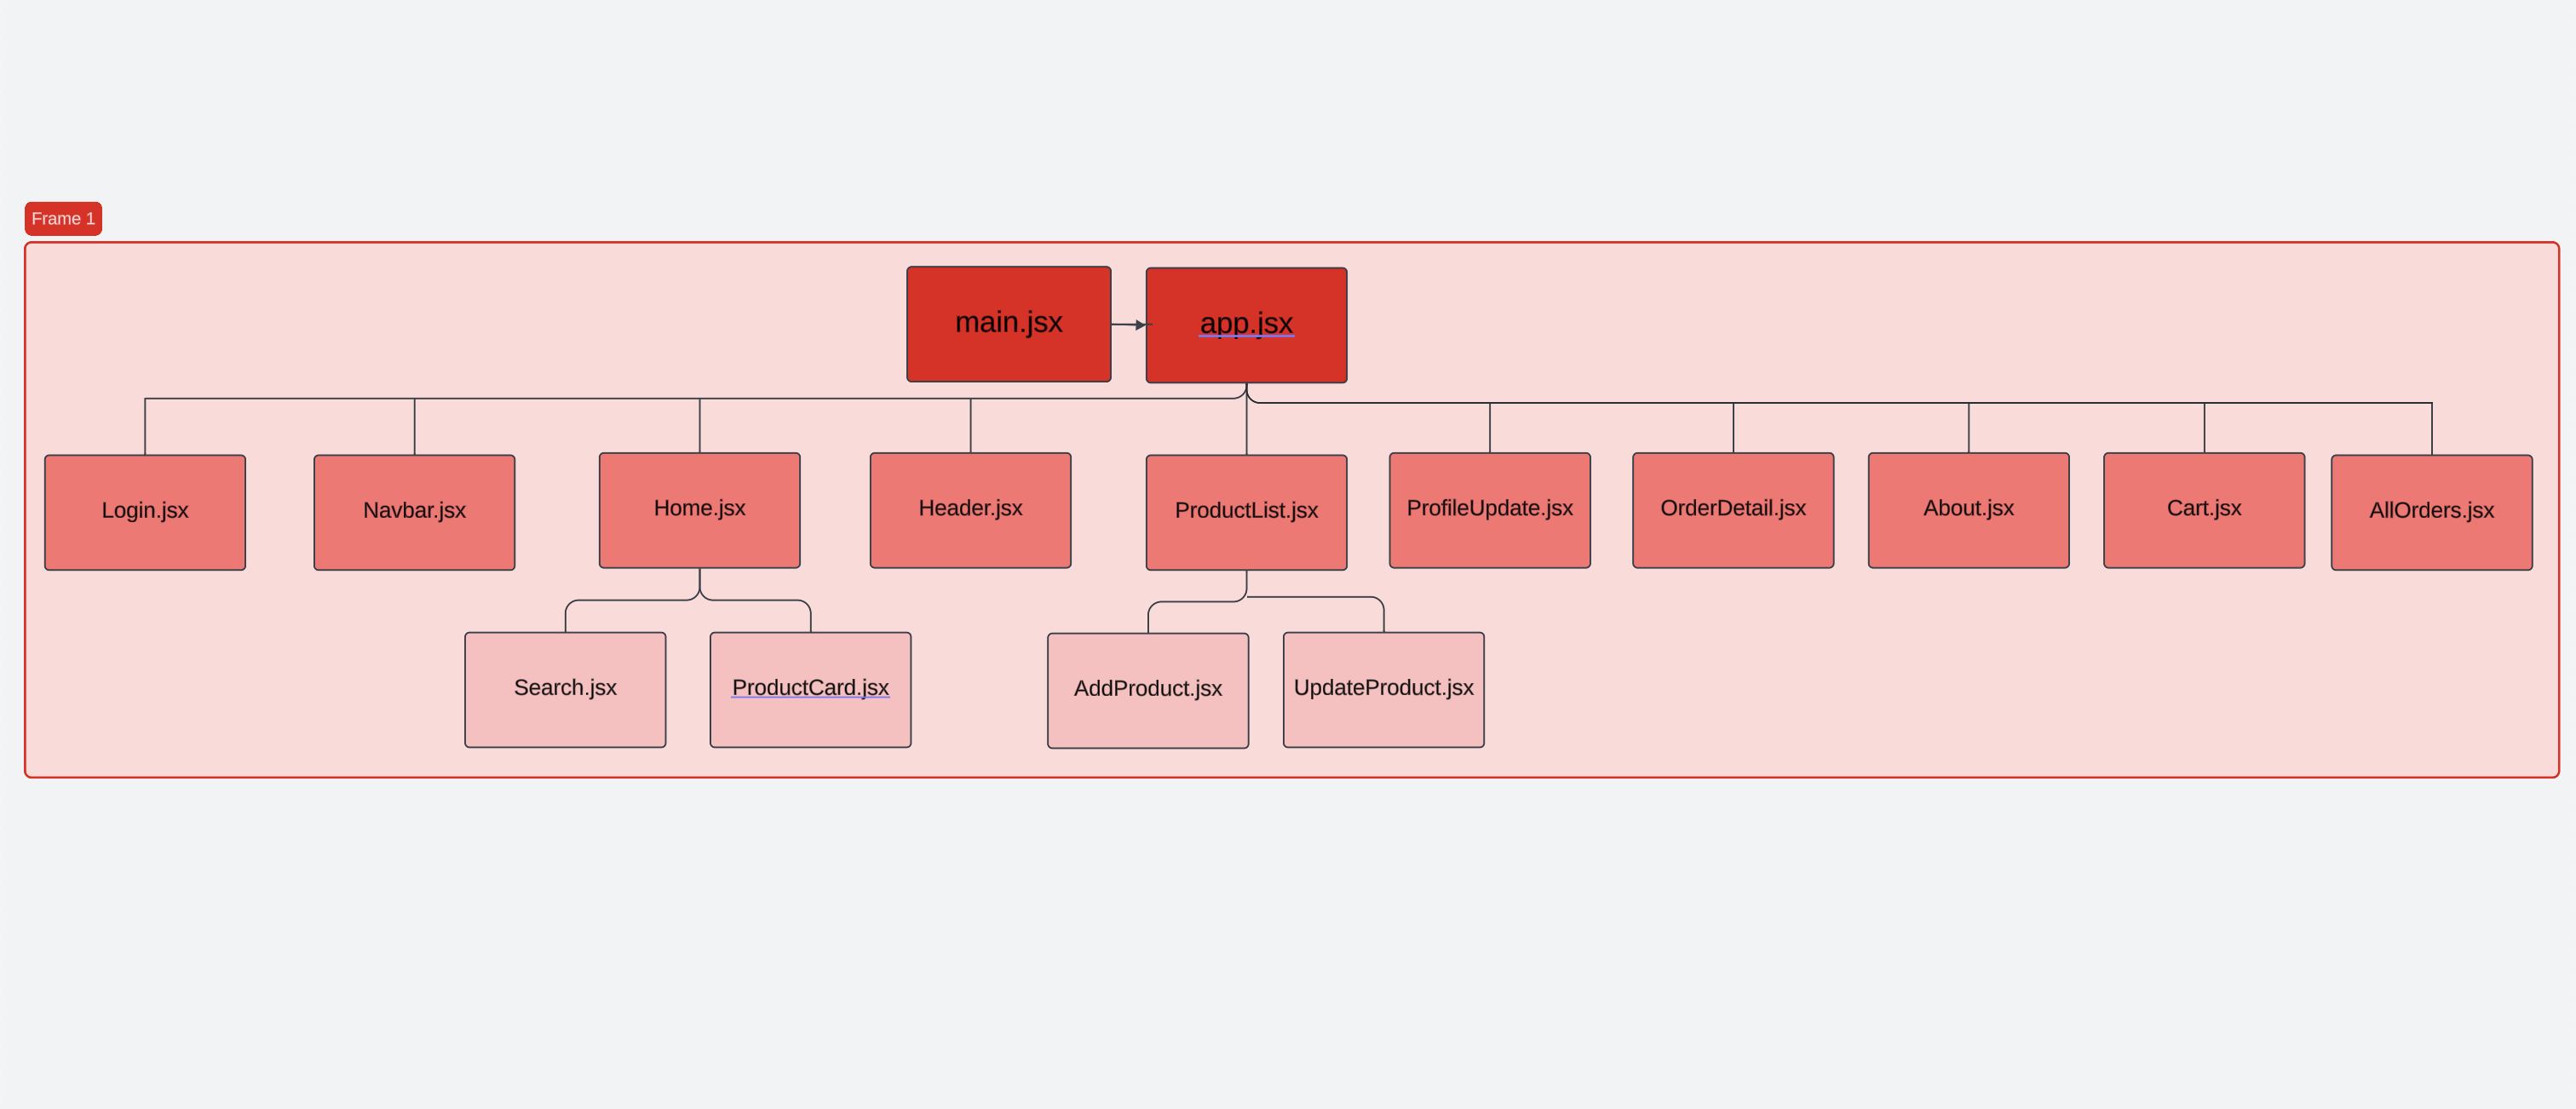 Frame 1
main.jsx
app.jsx
Login.jsx
Navbar.jsx
Home.jsx
Header.jsx
ProductList.jsx
ProfileUpdate.jsx
OrderDetail.jsx
About.jsx
Cart.jsx
AllOrders.jsx
Search.jsx
ProductCard.jsx
AddProduct.jsx
UpdateProduct.jsx